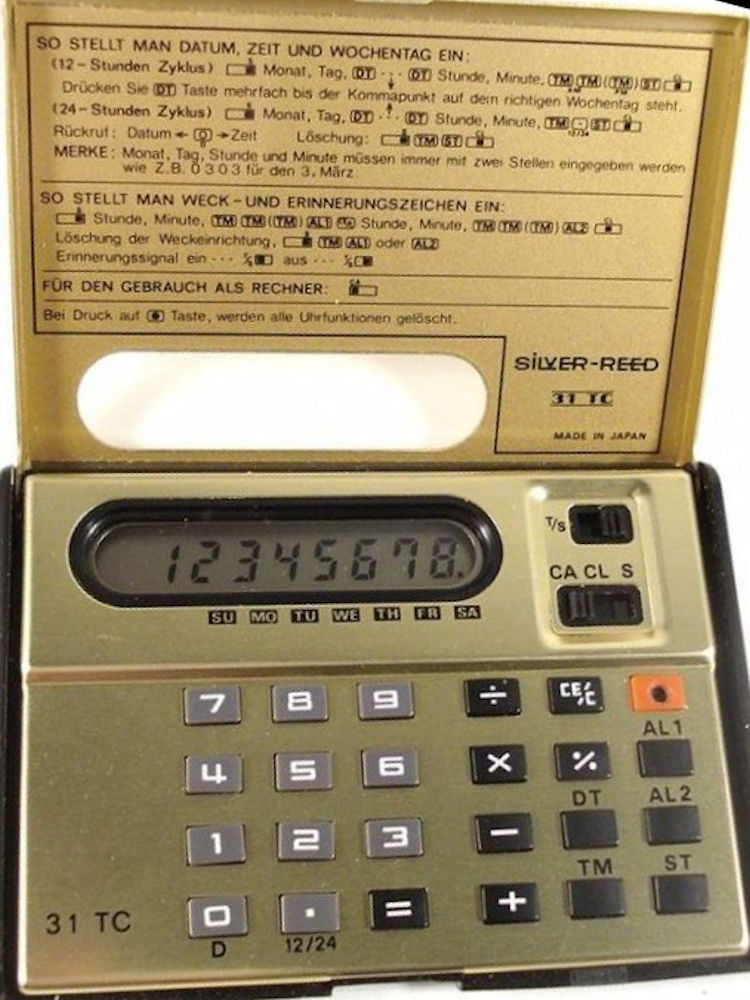 SO STELLT MAN DATUM, ZEIT UND WOCHENTAG EIN:
(12-Stunden Zyklus) Monat, Tag, DT · : · DT Stunde, Minute, TM TM (TM) ST
Drücken Sie DT Taste mehrfach bis der Kommapunkt auf dem richtigen Wochentag steht.
(24-Stunden Zyklus) Monat, Tag, DT · : · DT Stunde, Minute, TM · ST
12/24
Rückruf: Datum ← 0 → Zeit Löschung: TM ST
MERKE: Monat, Tag, Stunde und Minute müssen immer mit zwei Stellen eingegeben werden
wie Z.B. 0 3 0 3 für den 3. März
SO STELLT MAN WECK-UND ERINNERUNGSZEICHEN EIN:
Stunde, Minute, TM TM (TM) AL1 Stunde, Minute, TM TM (TM) AL2
Löschung der Weckeinrichtung, TM AL1 oder AL2
Erinnerungssignal ein ··· T/S aus ··· T/S
FÜR DEN GEBRAUCH ALS RECHNER:
Bei Druck auf Taste, werden alle Uhrfunktionen gelöscht.
SILVER-REED
31 TC
MADE IN JAPAN
T/S
12345678.
CA CL S
SU MO TU WE TH FR SA
7 8 9 ÷ CE/C
AL1
4 5 6 × %
DT AL2
1 2 3 −
TM ST
0 · = +
31 TC
D 12/24